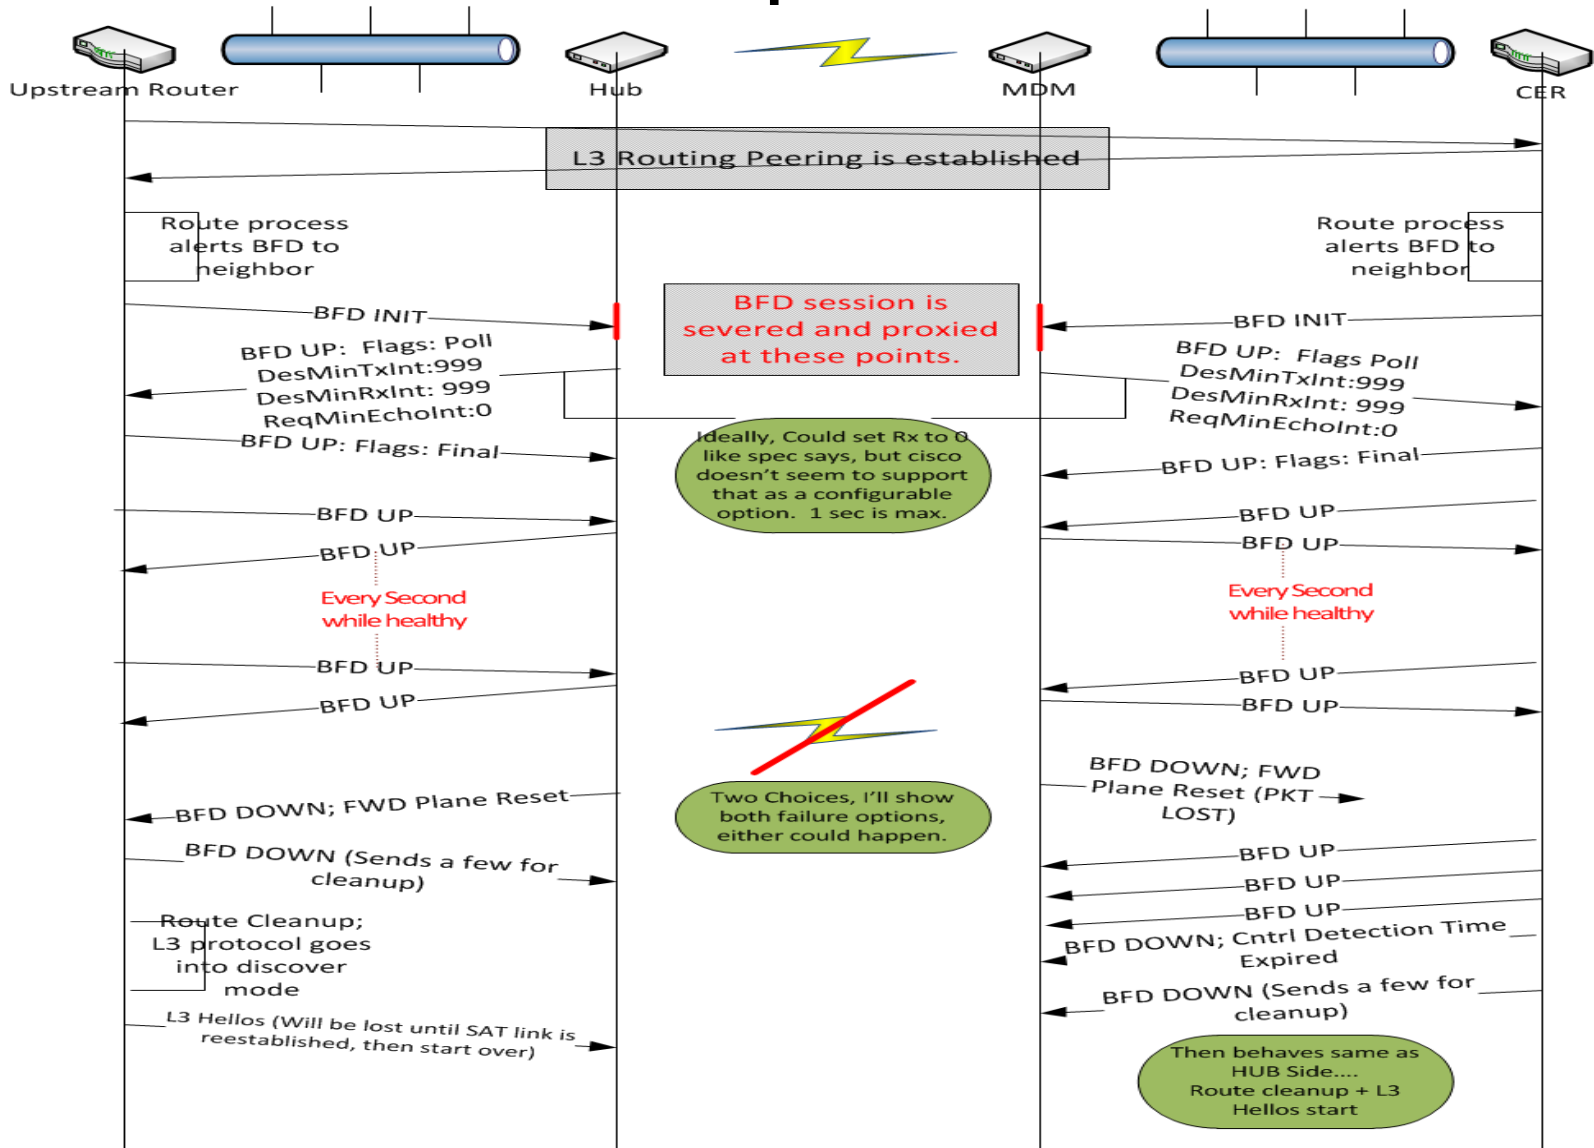 Upstream Router
Hub
MDM
CER
L3 Routing Peering is established
Route process
alerts BFD to
neighbor
Route process
alerts BFD to
neighbor
BFD session is
severed and proxied
at these points.
BFD INIT
BFD INIT
BFD UP:  Flags: Poll
DesMinTxInt:999
DesMinRxInt: 999
ReqMinEchoInt:0
BFD UP:  Flags Poll
DesMinTxInt:999
DesMinRxInt: 999
ReqMinEchoInt:0
Ideally, Could set Rx to 0
like spec says, but cisco
doesn't seem to support
that as a configurable
option.  1 sec is max.
BFD UP: Flags: Final
BFD UP: Flags: Final
BFD UP
BFD UP
BFD UP
BFD UP
Every Second
while healthy
Every Second
while healthy
BFD UP
BFD UP
BFD UP
BFD UP
Two Choices, I'll show
both failure options,
either could happen.
BFD DOWN; FWD Plane Reset
BFD DOWN; FWD
Plane Reset (PKT
LOST)
BFD DOWN (Sends a few for
cleanup)
BFD UP
BFD UP
BFD UP
Route Cleanup;
L3 protocol goes
into discover
mode
BFD DOWN; Cntrl Detection Time
Expired
BFD DOWN (Sends a few for
cleanup)
L3 Hellos (Will be lost until SAT link is
reestablished, then start over)
Then behaves same as
HUB Side....
Route cleanup + L3
Hellos start